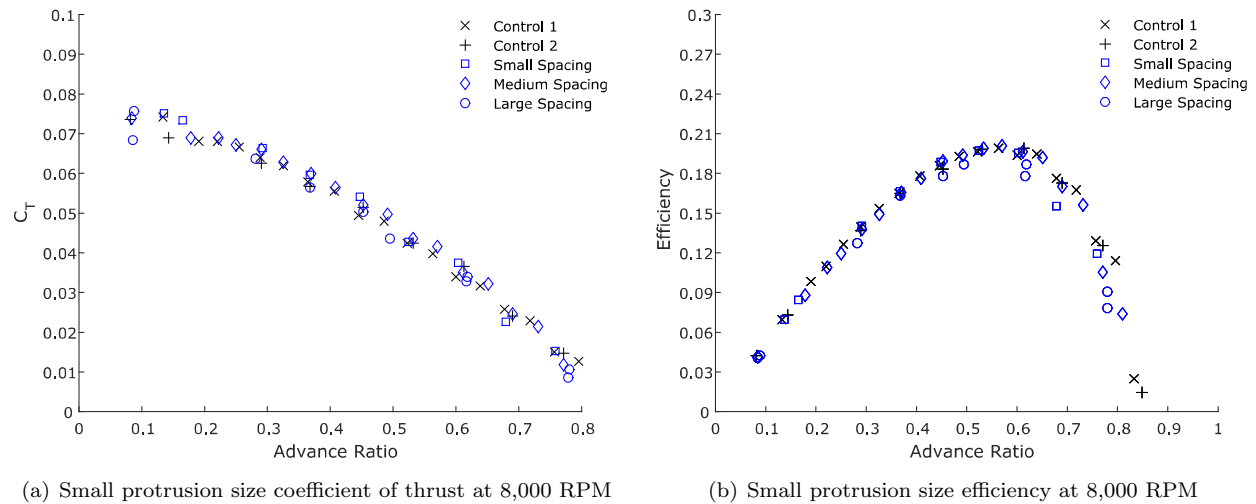 0.1
0.09
0.08
0.07
0.06
0.05
0.04
0.03
0.02
0.01
0
C_T
0.1 0.2 0.3 0.4 0.5 0.6 0.7 0.8
Advance Ratio
Control 1
Control 2
Small Spacing
Medium Spacing
Large Spacing
(a) Small protrusion size coefficient of thrust at 8,000 RPM
0.3
0.27
0.24
0.21
0.18
0.15
0.12
0.09
0.06
0.03
0
Efficiency
0.1 0.2 0.3 0.4 0.5 0.6 0.7 0.8 0.9 1
Advance Ratio
Control 1
Control 2
Small Spacing
Medium Spacing
Large Spacing
(b) Small protrusion size efficiency at 8,000 RPM